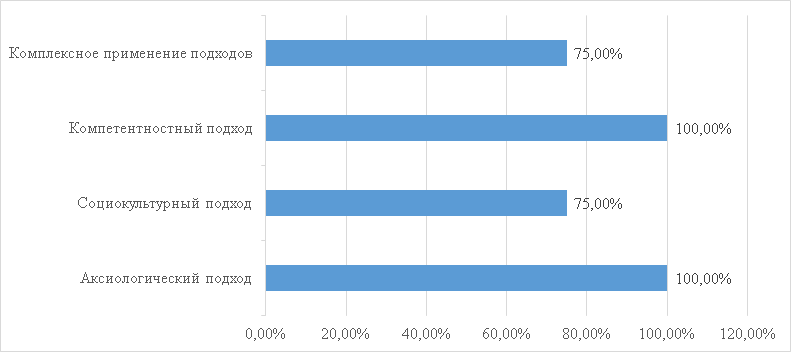 Комплексное применение подходов
75,00%
Компетентностный подход
100,00%
Социокультурный подход
75,00%
Аксиологический подход
100,00%
0,00% 20,00% 40,00% 60,00% 80,00% 100,00% 120,00%